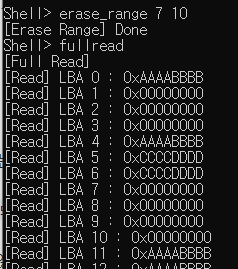 Shell> erase_range 7 10
[Erase Range] Done
Shell> fullread
[Full Read]
[Read] LBA 0 : 0xAAAABBBB
[Read] LBA 1 : 0x00000000
[Read] LBA 2 : 0x00000000
[Read] LBA 3 : 0x00000000
[Read] LBA 4 : 0xAAAABBBB
[Read] LBA 5 : 0xCCCCDDDD
[Read] LBA 6 : 0xCCCCDDDD
[Read] LBA 7 : 0x00000000
[Read] LBA 8 : 0x00000000
[Read] LBA 9 : 0x00000000
[Read] LBA 10 : 0x00000000
[Read] LBA 11 : 0xAAAABBBB
[Read] LBA 12 : 0xAAAABBBB